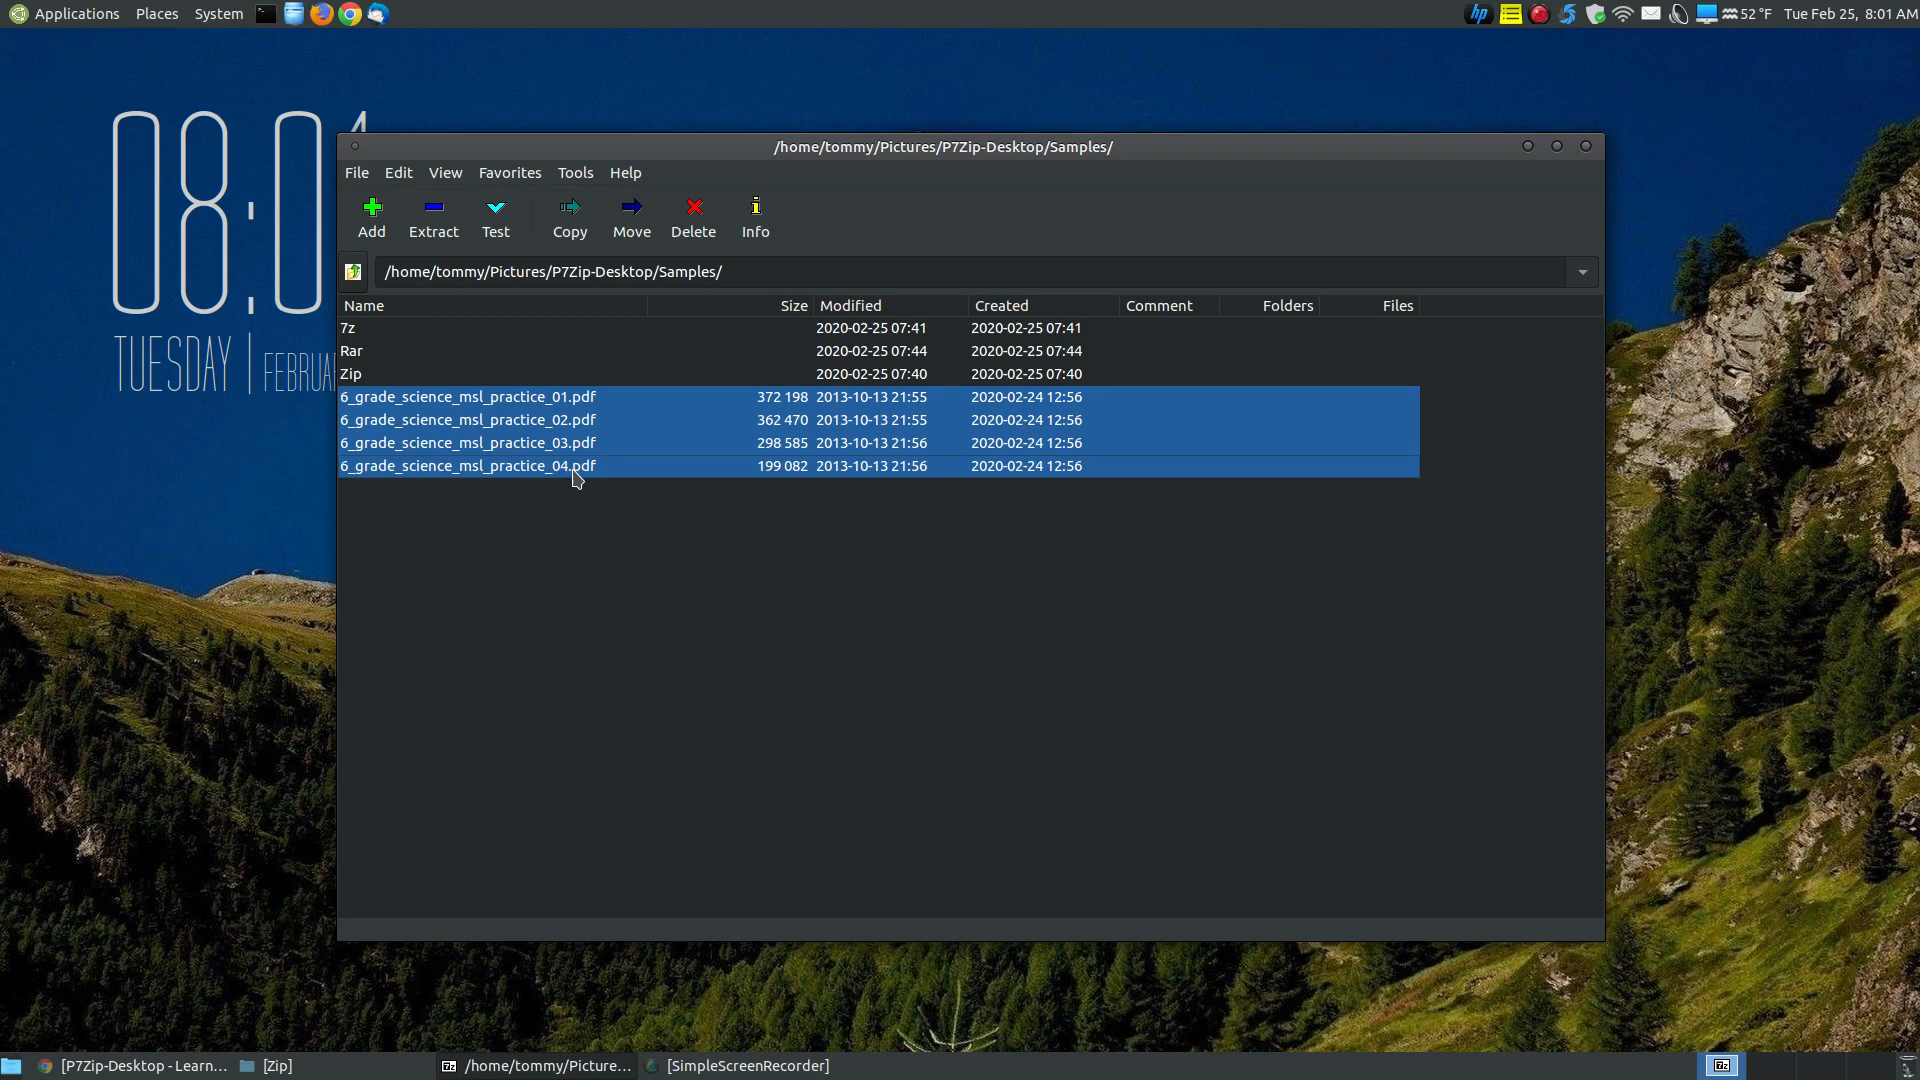 Applications Places System
hp 52 °F Tue Feb 25, 8:01 AM
08:0
TUESDAY | FEBRUA
/home/tommy/Pictures/P7Zip-Desktop/Samples/
File Edit View Favorites Tools Help
Add Extract Test Copy Move Delete Info
/home/tommy/Pictures/P7Zip-Desktop/Samples/
Name Size Modified Created Comment Folders Files
7z 2020-02-25 07:41 2020-02-25 07:41
Rar 2020-02-25 07:44 2020-02-25 07:44
Zip 2020-02-25 07:40 2020-02-25 07:40
6_grade_science_msl_practice_01.pdf 372 198 2013-10-13 21:55 2020-02-24 12:56
6_grade_science_msl_practice_02.pdf 362 470 2013-10-13 21:55 2020-02-24 12:56
6_grade_science_msl_practice_03.pdf 298 585 2013-10-13 21:56 2020-02-24 12:56
6_grade_science_msl_practice_04.pdf 199 082 2013-10-13 21:56 2020-02-24 12:56
[P7Zip-Desktop - Learn... [Zip] 7z /home/tommy/Picture... [SimpleScreenRecorder] 7z